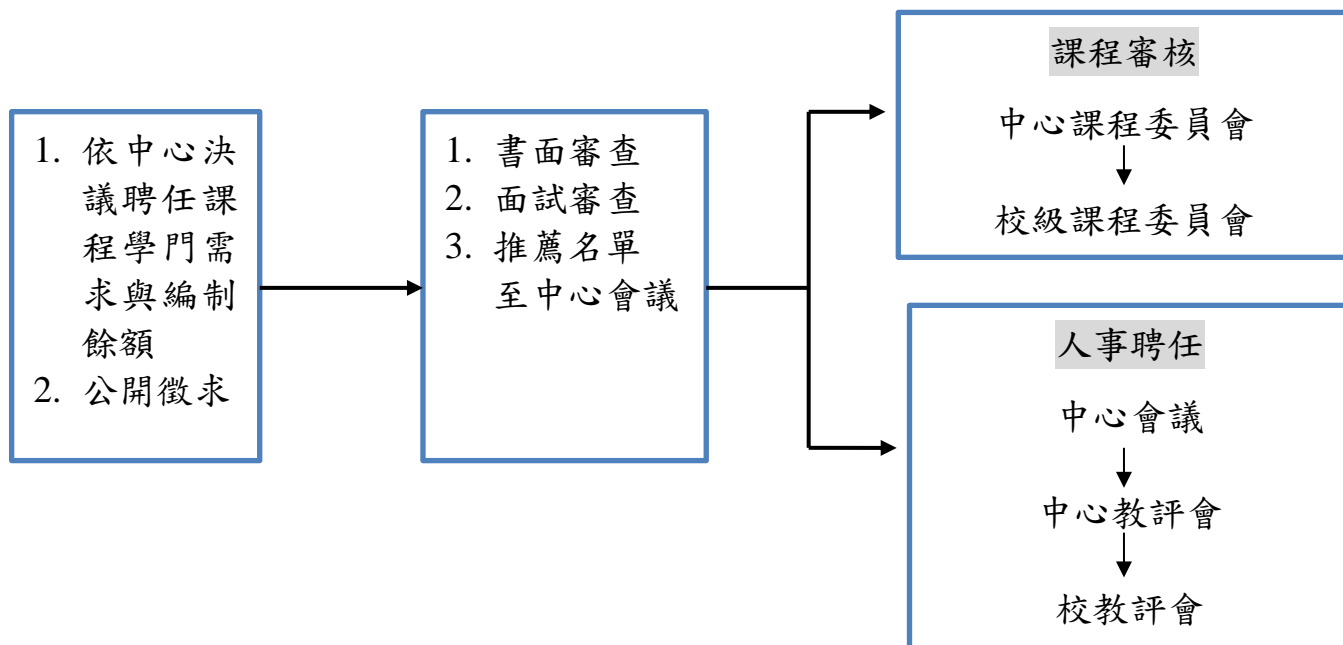 1. 依中心決
議聘任課
程學門需
求與編制
餘額
2. 公開徵求
1. 書面審查
2. 面試審查
3. 推薦名單
至中心會議
課程審核
中心課程委員會
校級課程委員會
人事聘任
中心會議
中心教評會
校教評會